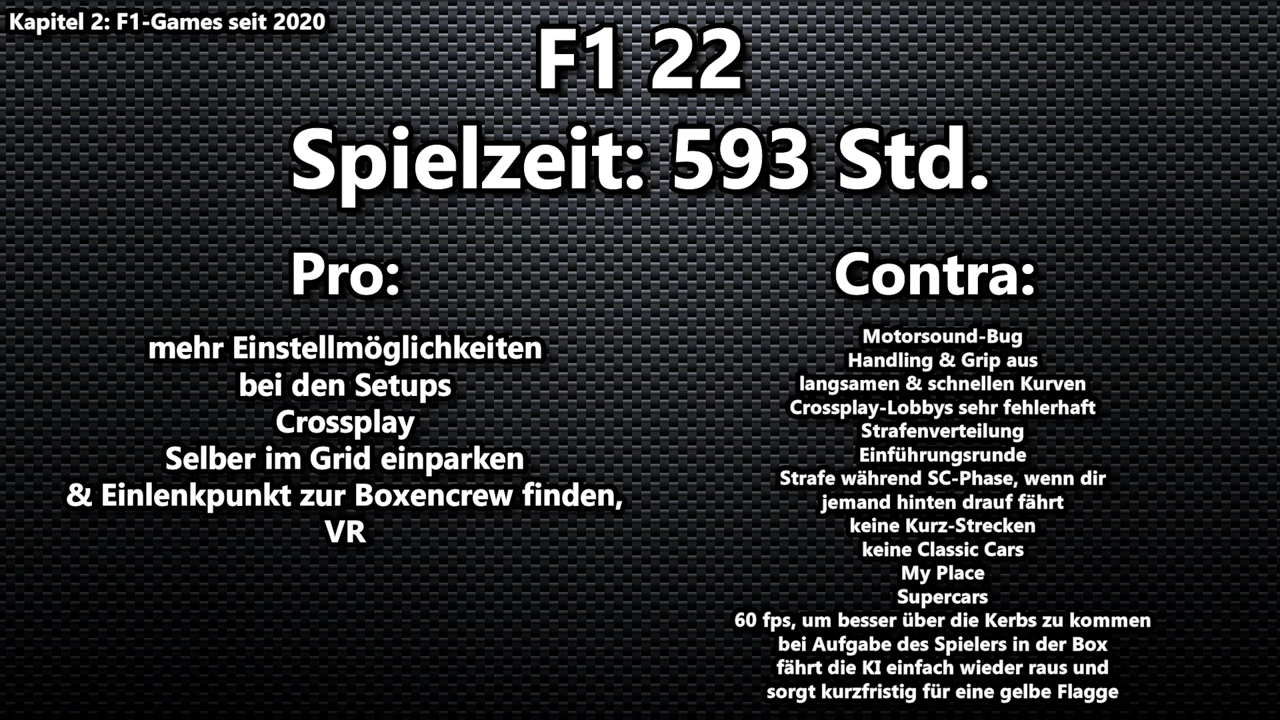 Kapitel 2: F1-Games seit 2020
F1 22
Spielzeit: 593 Std.
Pro:
mehr Einstellmöglichkeiten
bei den Setups
Crossplay
Selber im Grid einparken
& Einlenkpunkt zur Boxencrew finden,
VR
Contra:
Motorsound-Bug
Handling & Grip aus
langsamen & schnellen Kurven
Crossplay-Lobbys sehr fehlerhaft
Strafenverteilung
Einführungsrunde
Strafe während SC-Phase, wenn dir
jemand hinten drauf fährt
keine Kurz-Strecken
keine Classic Cars
My Place
Supercars
60 fps, um besser über die Kerbs zu kommen
bei Aufgabe des Spielers in der Box
fährt die KI einfach wieder raus und
sorgt kurzfristig für eine gelbe Flagge